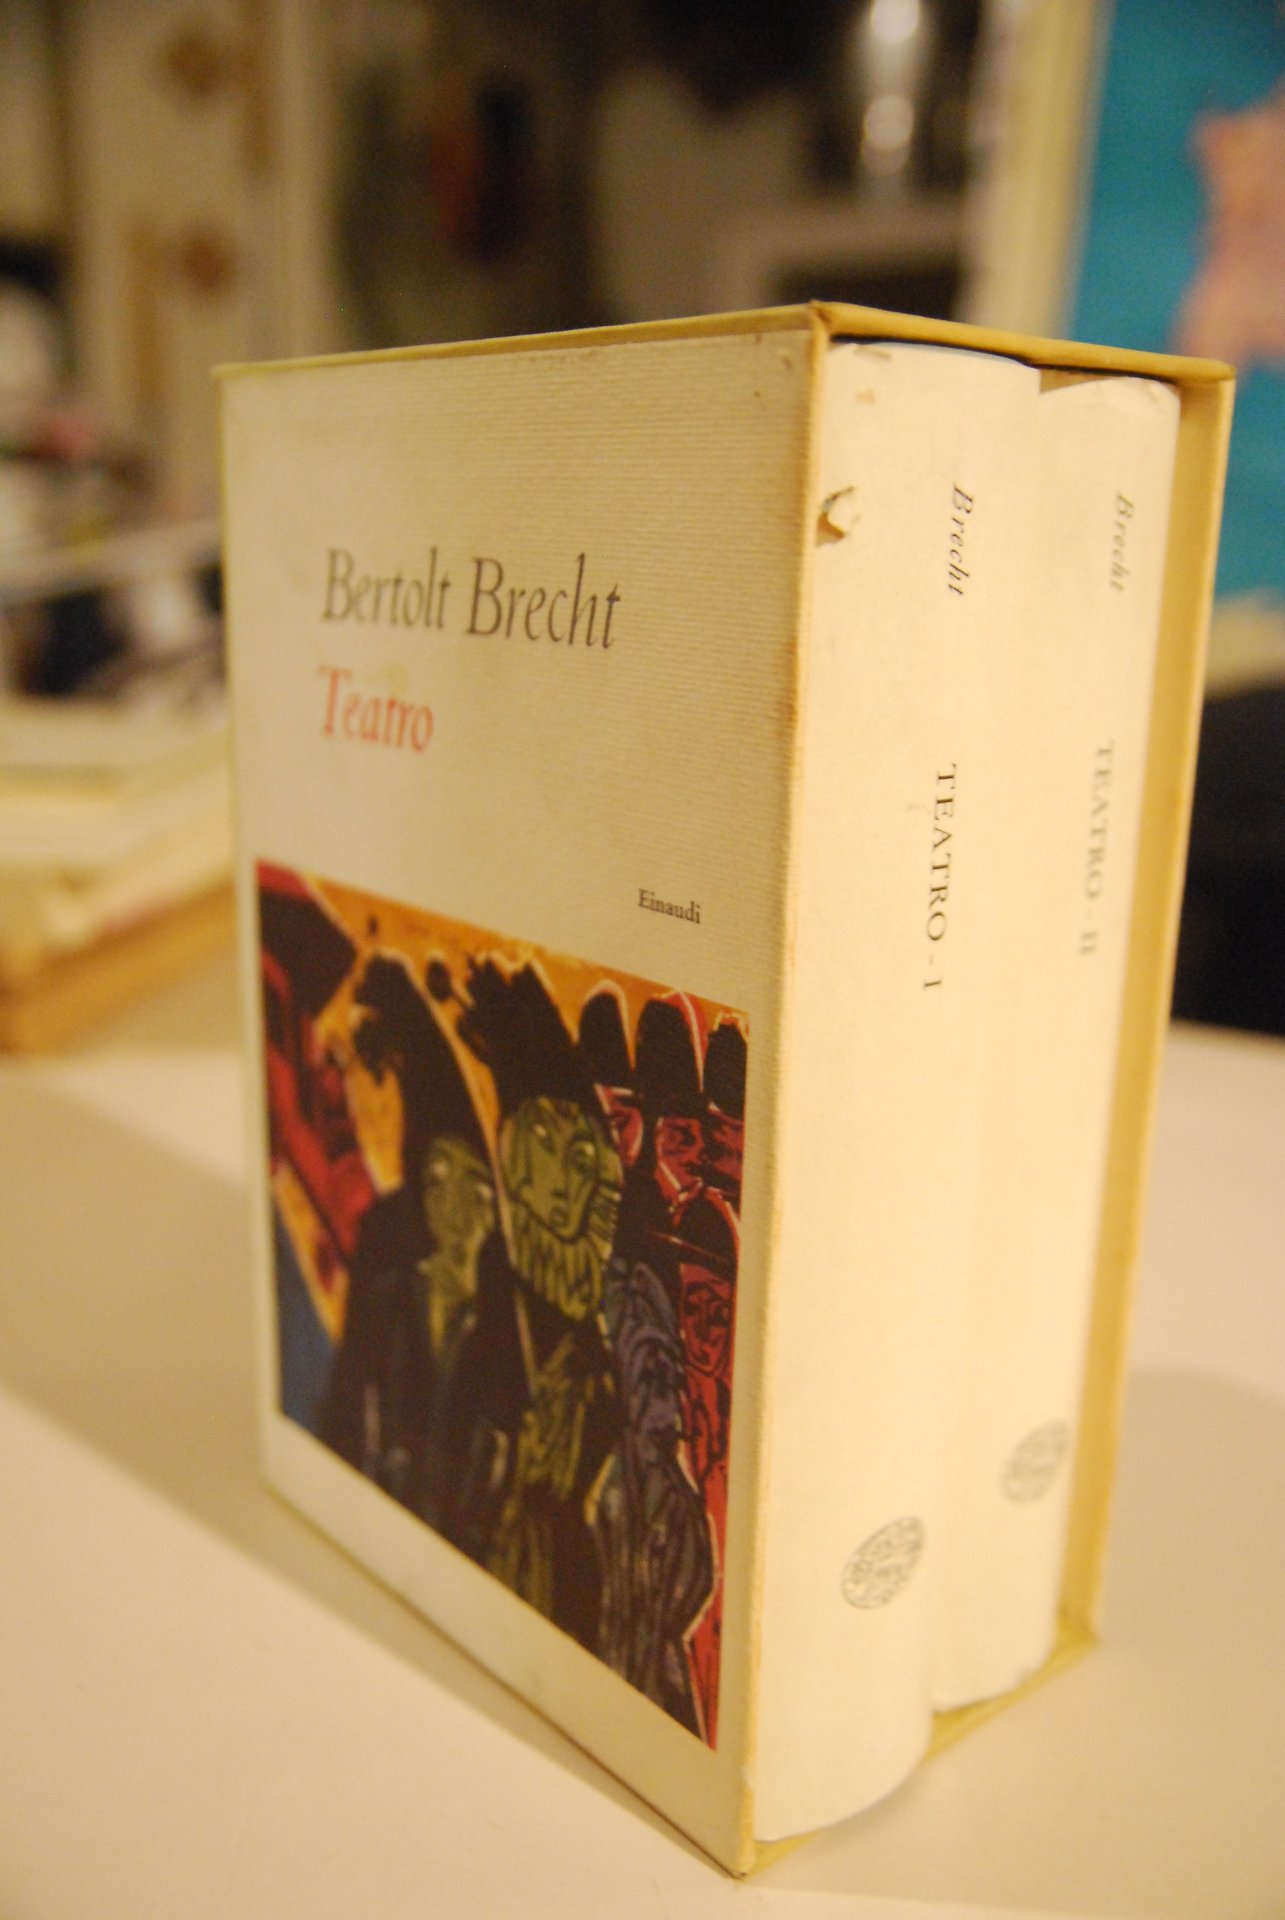 Bertolt Brecht
Teatro
Einaudi
Brecht
TEATRO - I
Brecht
TEATRO - II